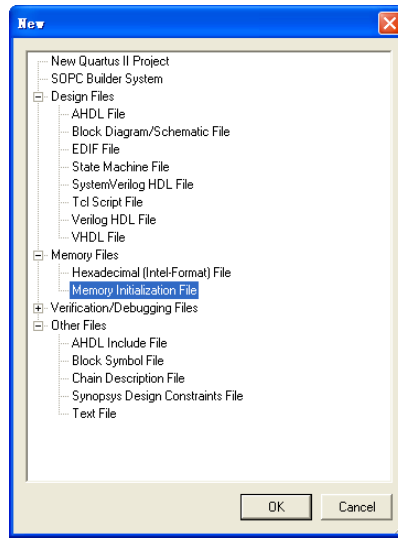 New
New Quartus II Project
SOPC Builder System
Design Files
AHDL File
Block Diagram/Schematic File
EDIF File
State Machine File
SystemVerilog HDL File
Tcl Script File
Verilog HDL File
VHDL File
Memory Files
Hexadecimal (Intel-Format) File
Memory Initialization File
Verification/Debugging Files
Other Files
AHDL Include File
Block Symbol File
Chain Description File
Synopsys Design Constraints File
Text File
OK Cancel